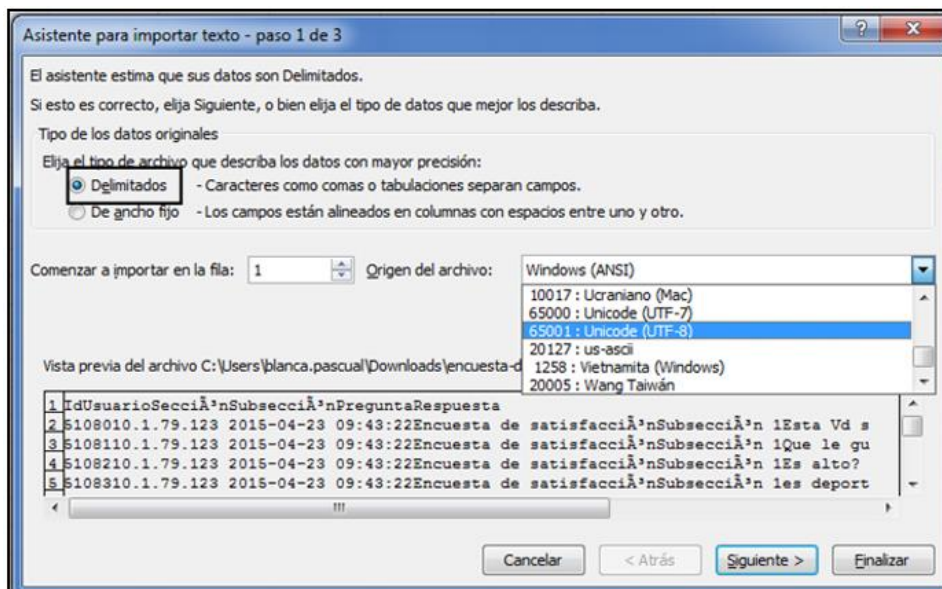 Asistente para importar texto - paso 1 de 3
El asistente estima que sus datos son Delimitados.
Si esto es correcto, elija Siguiente, o bien elija el tipo de datos que mejor los describa.
Tipo de los datos originales
Elija el tipo de archivo que describa los datos con mayor precisión:
Delimitados - Caracteres como comas o tabulaciones separan campos.
De ancho fijo - Los campos están alineados en columnas con espacios entre uno y otro.
Comenzar a importar en la fila: 1 Origen del archivo: Windows (ANSI)
10017 : Ucraniano (Mac)
65000 : Unicode (UTF-7)
65001 : Unicode (UTF-8)
20127 : us-ascii
1258 : Vietnamita (Windows)
20005 : Wang Taiwán
Vista previa del archivo C:\Users\blanca.pascual\Downloads\encuesta-d
1 IdUsuarioSecciÃ³nSubsecciÃ³nPreguntaRespuesta
2 5108010.1.79.123 2015-04-23 09:43:22Encuesta de satisfacciÃ³nSubsecciÃ³n 1Esta Vd s
3 5108110.1.79.123 2015-04-23 09:43:22Encuesta de satisfacciÃ³nSubsecciÃ³n 1Que le gu
4 5108210.1.79.123 2015-04-23 09:43:22Encuesta de satisfacciÃ³nSubsecciÃ³n 1Es alto?
5 5108310.1.79.123 2015-04-23 09:43:22Encuesta de satisfacciÃ³nSubsecciÃ³n 1es deport
Cancelar < Atrás Siguiente > Finalizar